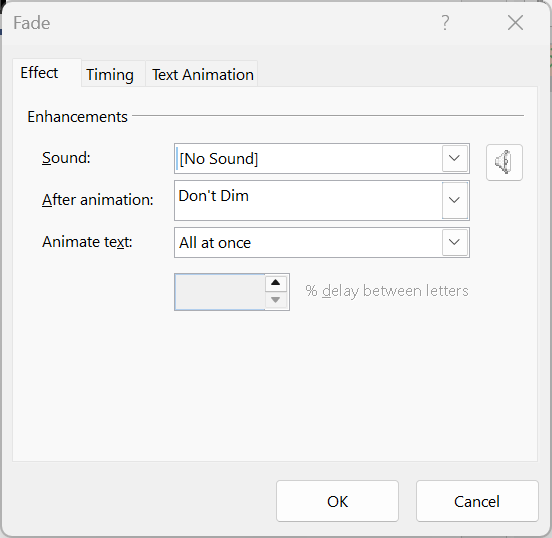 Fade ?
Effect Timing Text Animation
Enhancements
Sound: [No Sound]
After animation: Don't Dim
Animate text: All at once
% delay between letters
OK Cancel